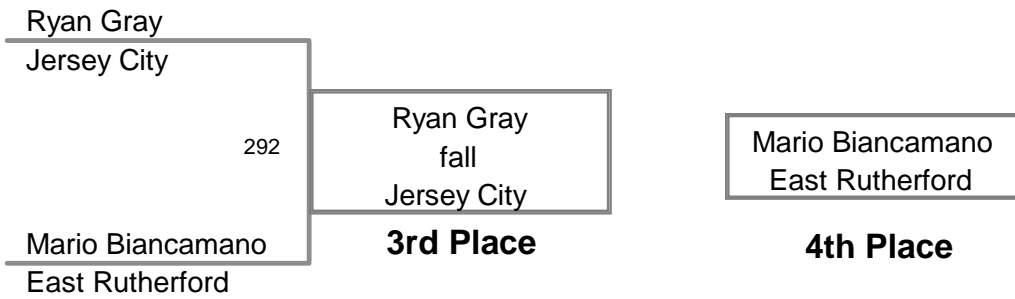 Ryan Gray
Jersey City
292
Mario Biancamano
East Rutherford
Ryan Gray
fall
Jersey City
3rd Place
Mario Biancamano
East Rutherford
4th Place